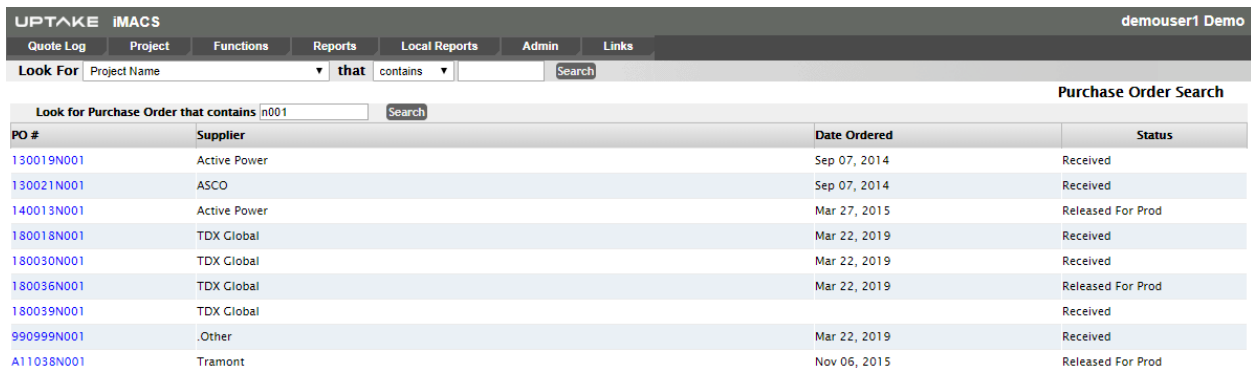 UPTAKE iMACS demouser1 Demo
Quote Log Project Functions Reports Local Reports Admin Links
Look For Project Name that contains Search
Purchase Order Search
Look for Purchase Order that contains n001 Search
PO # Supplier Date Ordered Status
130019N001 Active Power Sep 07, 2014 Received
130021N001 ASCO Sep 07, 2014 Received
140013N001 Active Power Mar 27, 2015 Released For Prod
180018N001 TDX Global Mar 22, 2019 Received
180030N001 TDX Global Mar 22, 2019 Received
180036N001 TDX Global Mar 22, 2019 Released For Prod
180039N001 TDX Global Received
990999N001 .Other Mar 22, 2019 Received
A11038N001 Tramont Nov 06, 2015 Released For Prod